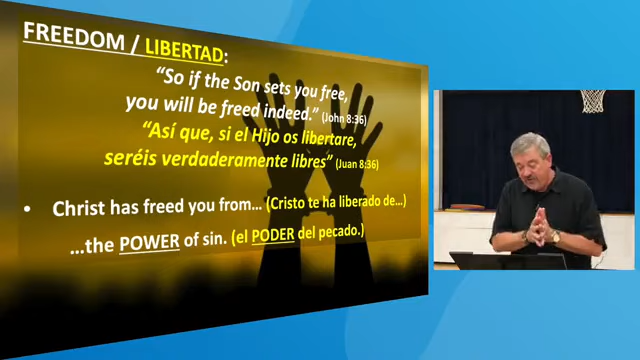 FREEDOM / LIBERTAD:
“So if the Son sets you free,
you will be freed indeed.” (John 8:36)
“Así que, si el Hijo os libertare,
seréis verdaderamente libres” (Juan 8:36)
• Christ has freed you from... (Cristo te ha liberado de...)
...the POWER of sin. (el PODER del pecado.)